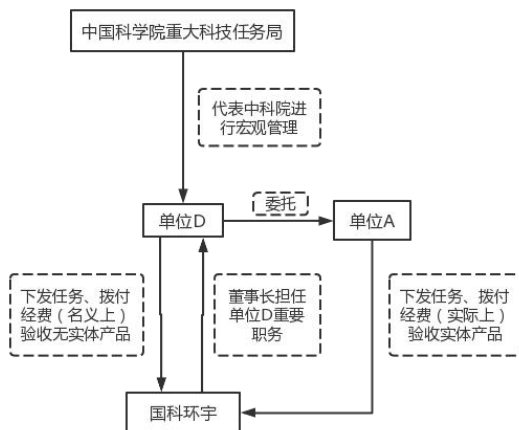 中国科学院重大科技任务局
代表中科院进
行宏观管理
委托
单位D
单位A
下发任务、拨付
经费（名义上）
验收无实体产品
董事长担任
单位D重要
职务
下发任务、拨付
经费（实际上）
验收实体产品
国科环宇